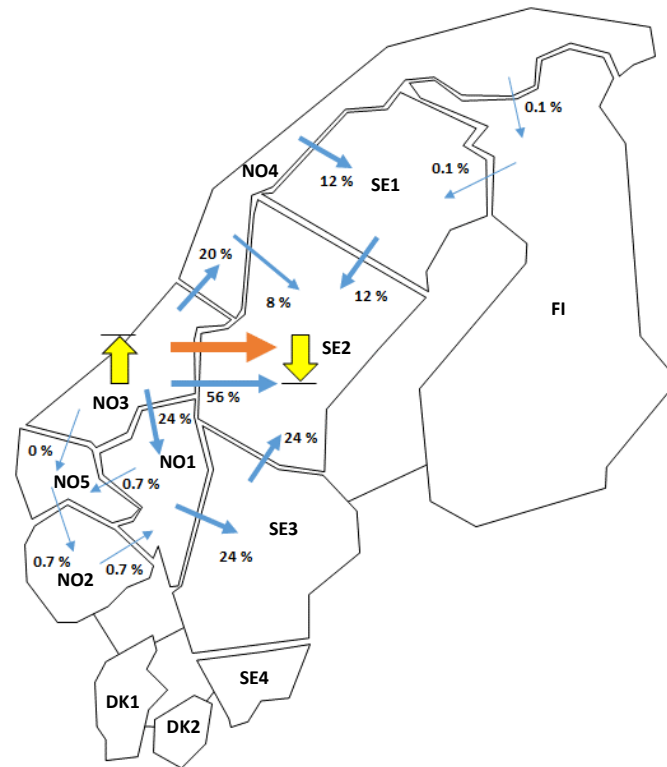 0.1 %
NO4
12 %
SE1
0.1 %
20 %
8 %
12 %
FI
SE2
NO3
56 %
24 %
0 %
NO1
24 %
NO5
0.7 %
SE3
0.7 %
NO2
0.7 %
24 %
SE4
DK1
DK2